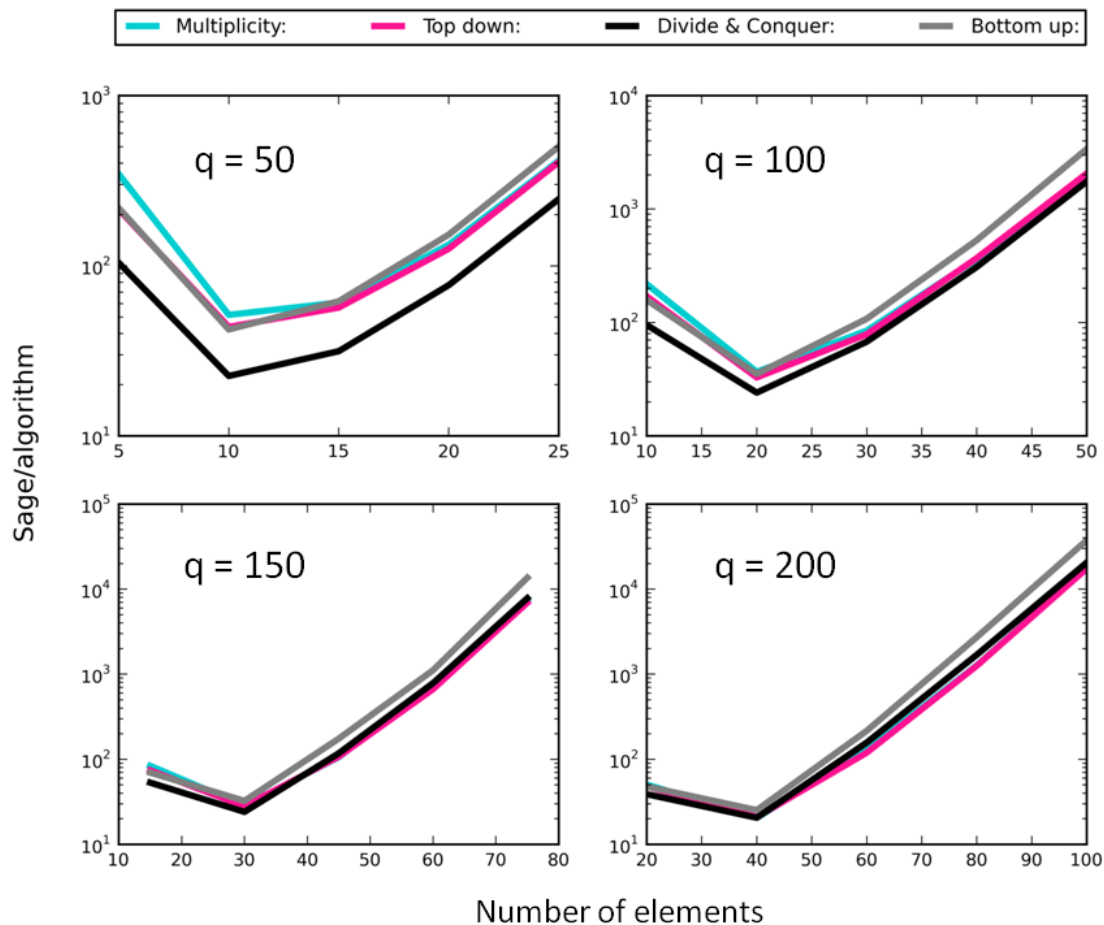 Multiplicity: Top down: Divide & Conquer: Bottom up:
10^3 10^4
q = 50 q = 100
10^3
10^2
10^2
10^1 10^1
5 10 15 20 25 10 15 20 25 30 35 40 45 50
Sage/algorithm
10^5 10^5
q = 150 q = 200
10^4 10^4
10^3 10^3
10^2 10^2
10^1 10^1
10 20 30 40 50 60 70 80 20 30 40 50 60 70 80 90 100
Number of elements